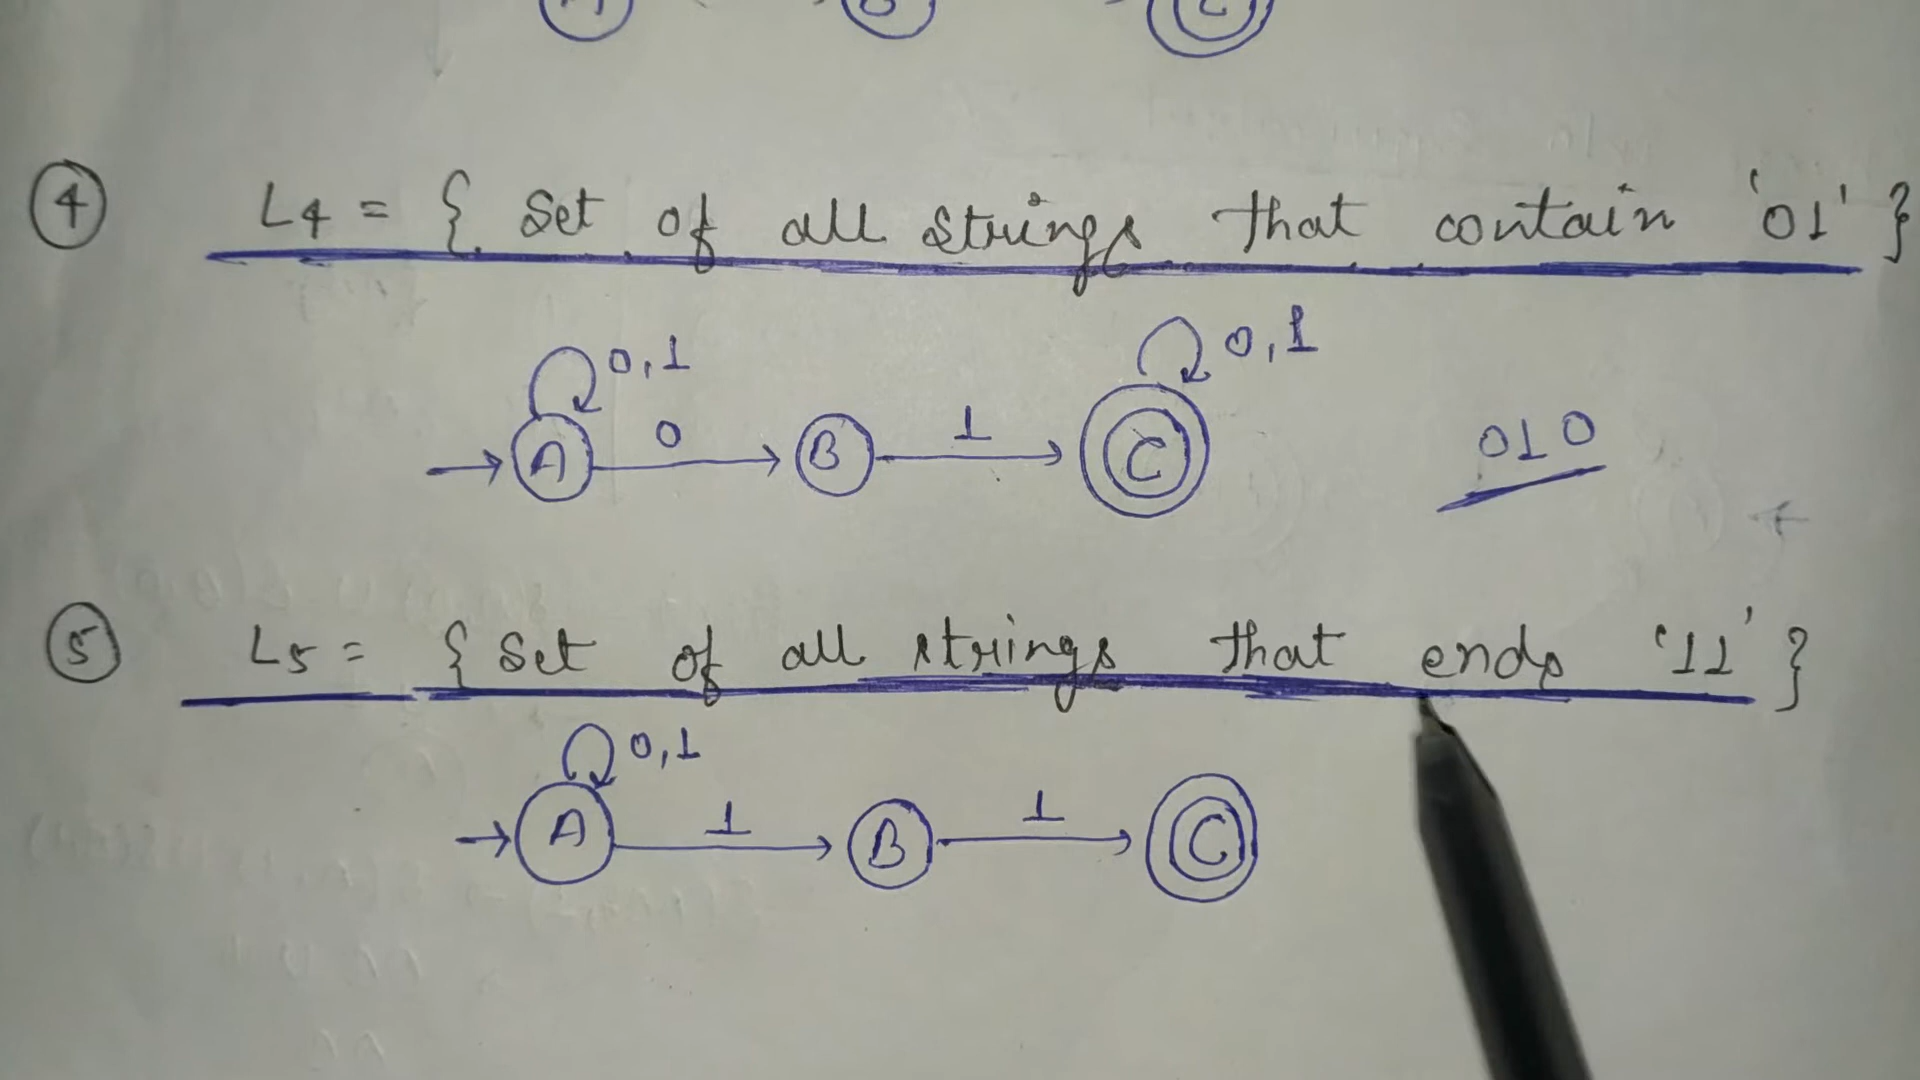 A B C
④ L4 = { Set of all strings that contain '01' }
0,1 0,1
A 0 B 1 C 010
⑤ L5 = { Set of all strings that ends '11' }
0,1
A 1 B 1 C